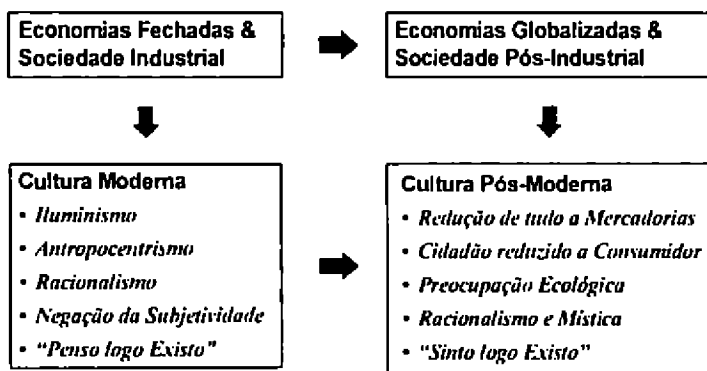 Economias Fechadas &
Sociedade Industrial
Economias Globalizadas &
Sociedade Pós-Industrial
Cultura Moderna
• Iluminismo
• Antropocentrismo
• Racionalismo
• Negação da Subjetividade
• “Penso logo Existo”
Cultura Pós-Moderna
• Redução de tudo a Mercadorias
• Cidadão reduzido a Consumidor
• Preocupação Ecológica
• Racionalismo e Mística
• “Sinto logo Existo”